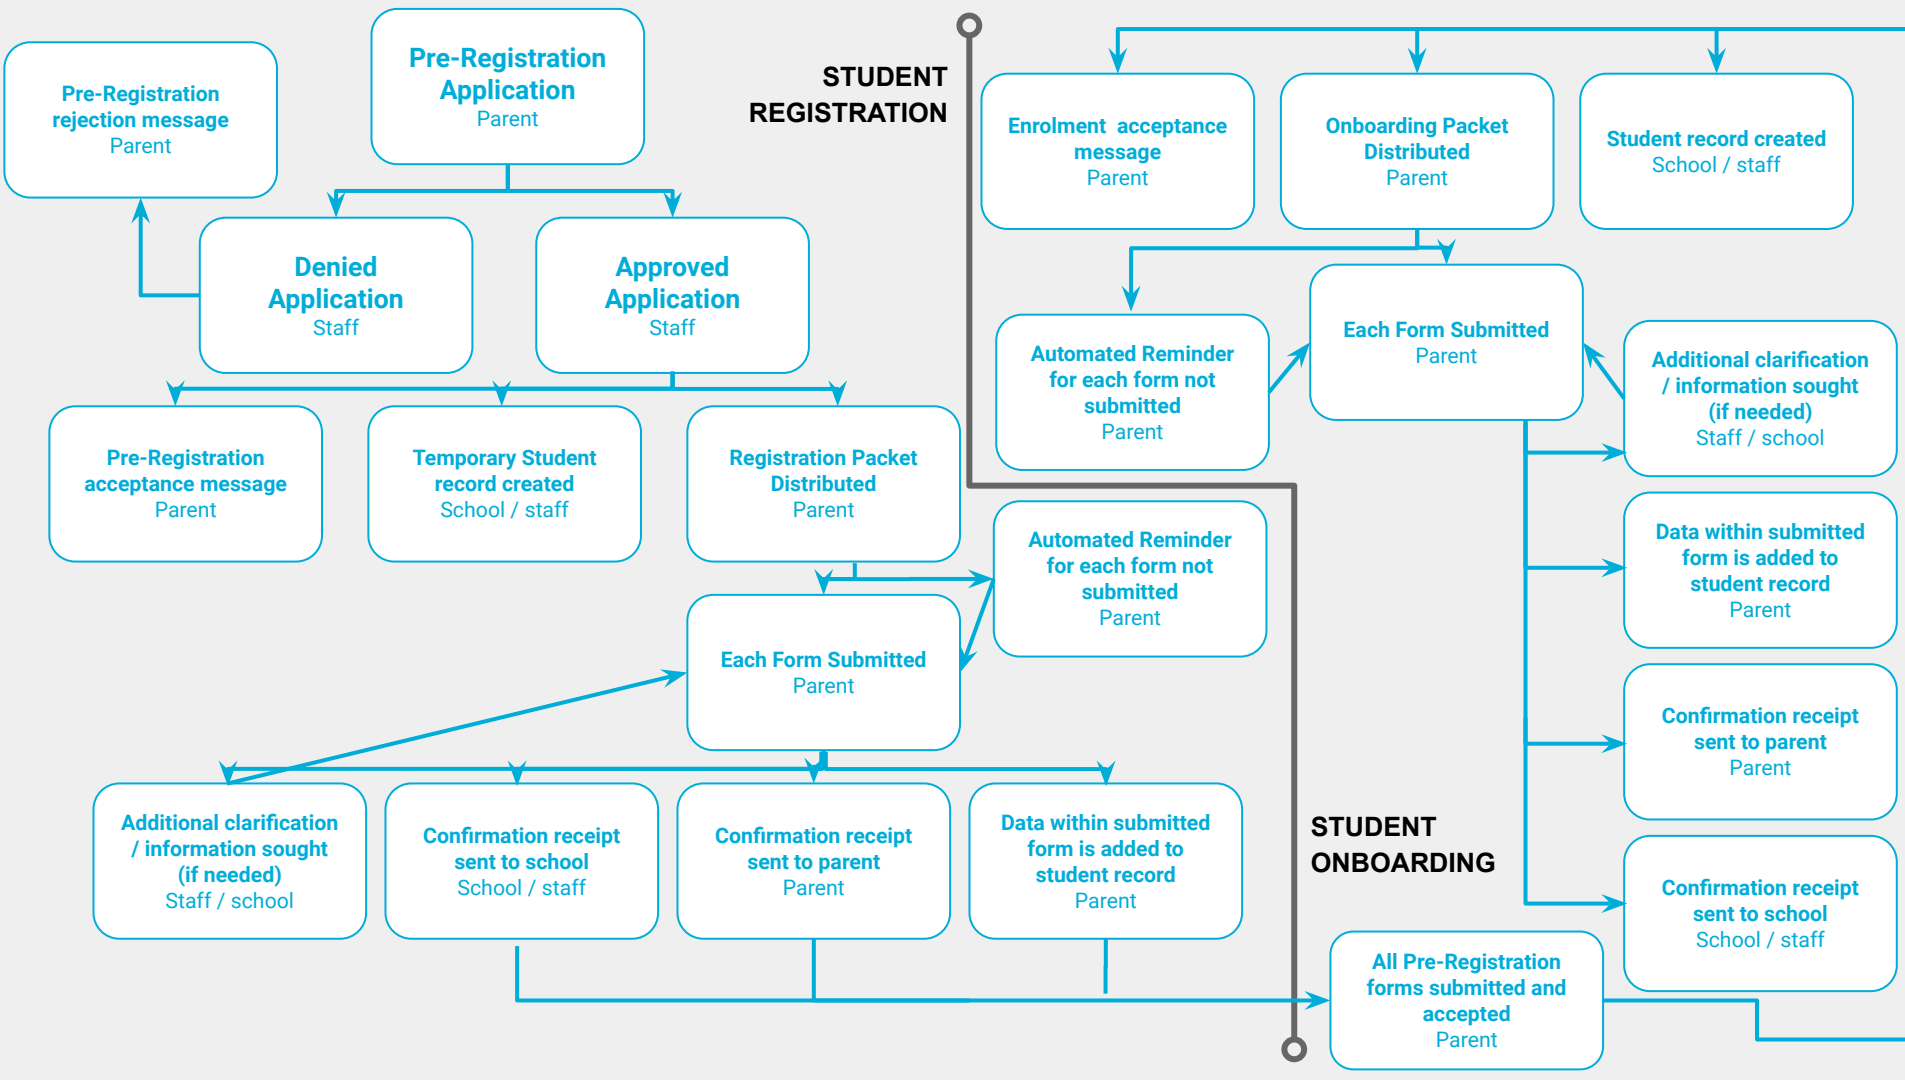 Pre-Registration
rejection message
Parent
Pre-Registration
Application
Parent
STUDENT
REGISTRATION
Denied
Application
Staff
Approved
Application
Staff
Pre-Registration
acceptance message
Parent
Temporary Student
record created
School / staff
Registration Packet
Distributed
Parent
Automated Reminder
for each form not
submitted
Parent
Each Form Submitted
Parent
Additional clarification
/ information sought
(if needed)
Staff / school
Confirmation receipt
sent to school
School / staff
Confirmation receipt
sent to parent
Parent
Data within submitted
form is added to
student record
Parent
STUDENT
ONBOARDING
All Pre-Registration
forms submitted and
accepted
Parent
Enrolment acceptance
message
Parent
Onboarding Packet
Distributed
Parent
Student record created
School / staff
Automated Reminder
for each form not
submitted
Parent
Each Form Submitted
Parent
Additional clarification
/ information sought
(if needed)
Staff / school
Data within submitted
form is added to
student record
Parent
Confirmation receipt
sent to parent
Parent
Confirmation receipt
sent to school
School / staff